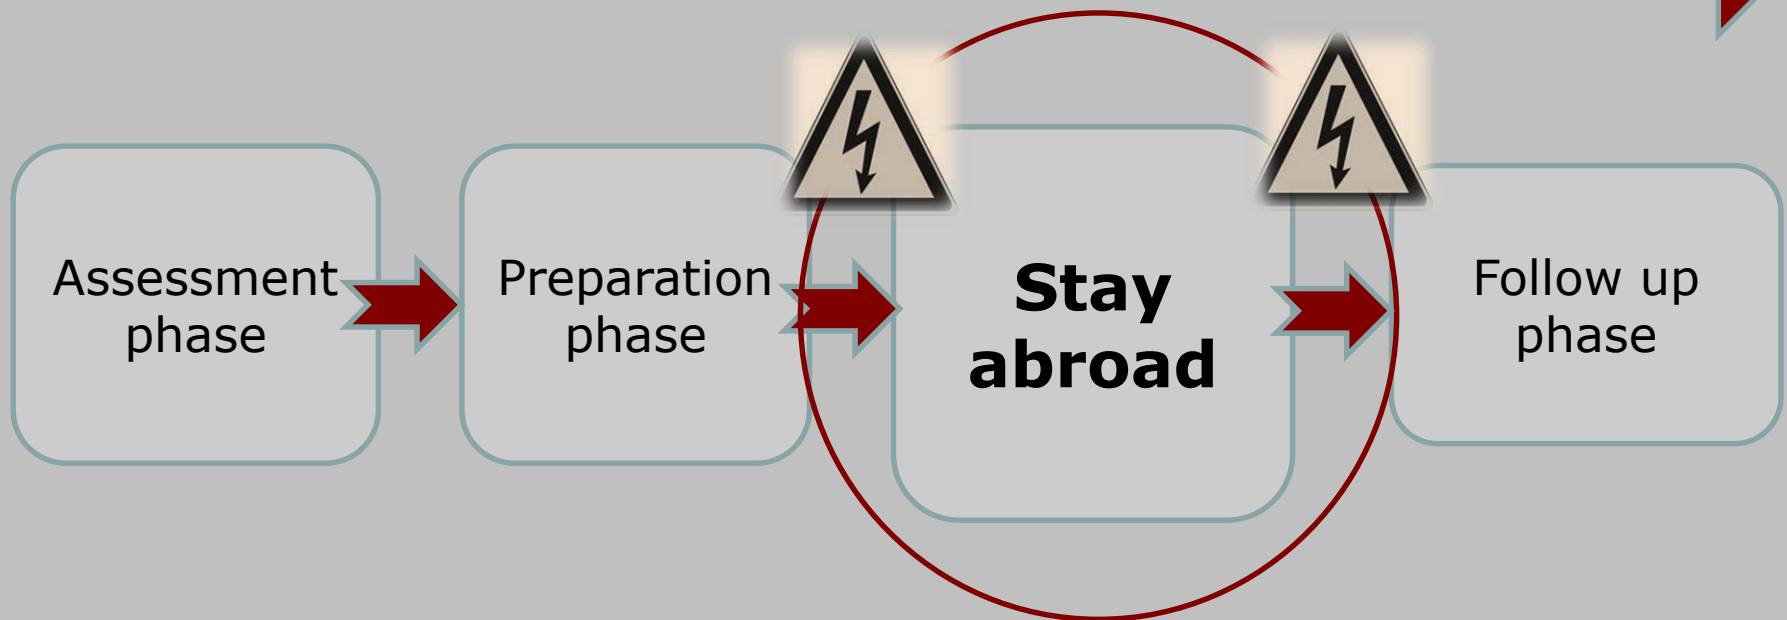 Assessment
phase
Preparation
phase
Stay
abroad
Follow up
phase